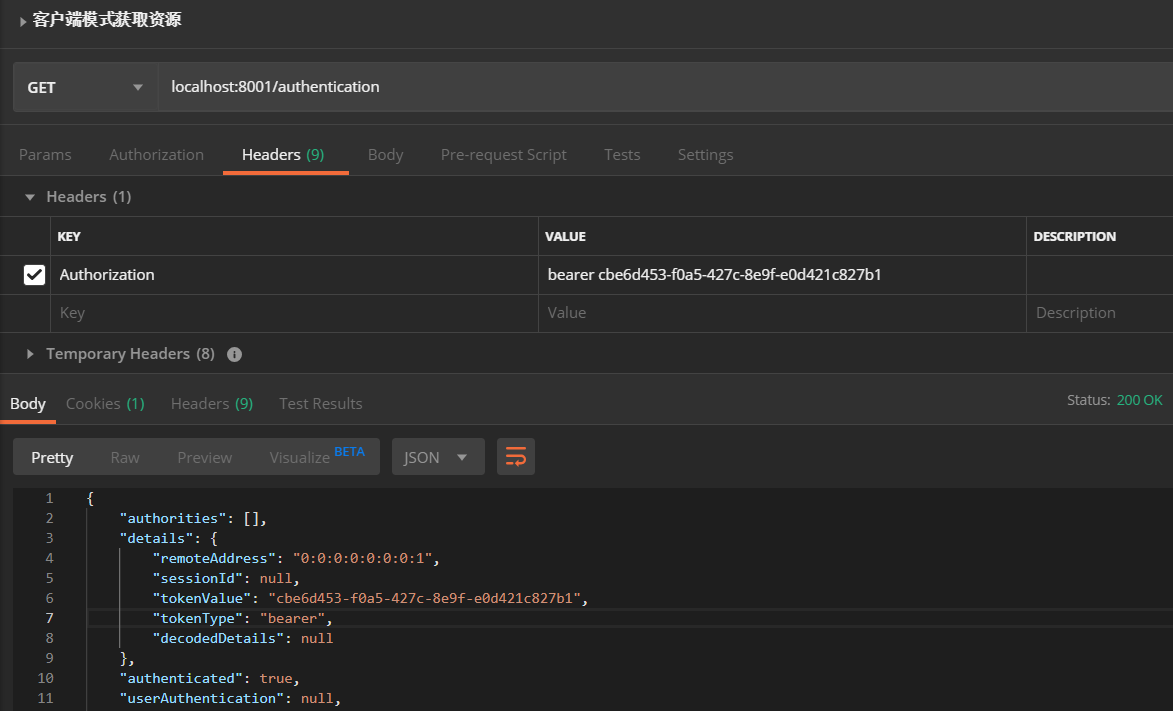 客户端模式获取资源
GET localhost:8001/authentication
Params Authorization Headers (9) Body Pre-request Script Tests Settings
Headers (1)
KEY VALUE DESCRIPTION
Authorization bearer cbe6d453-f0a5-427c-8e9f-e0d421c827b1
Key Value Description
Temporary Headers (8)
Body Cookies (1) Headers (9) Test Results Status: 200 OK
Pretty Raw Preview Visualize BETA JSON
1 {
2 "authorities": [],
3 "details": {
4 "remoteAddress": "0:0:0:0:0:0:0:1",
5 "sessionId": null,
6 "tokenValue": "cbe6d453-f0a5-427c-8e9f-e0d421c827b1",
7 "tokenType": "bearer",
8 "decodedDetails": null
9 },
10 "authenticated": true,
11 "userAuthentication": null,